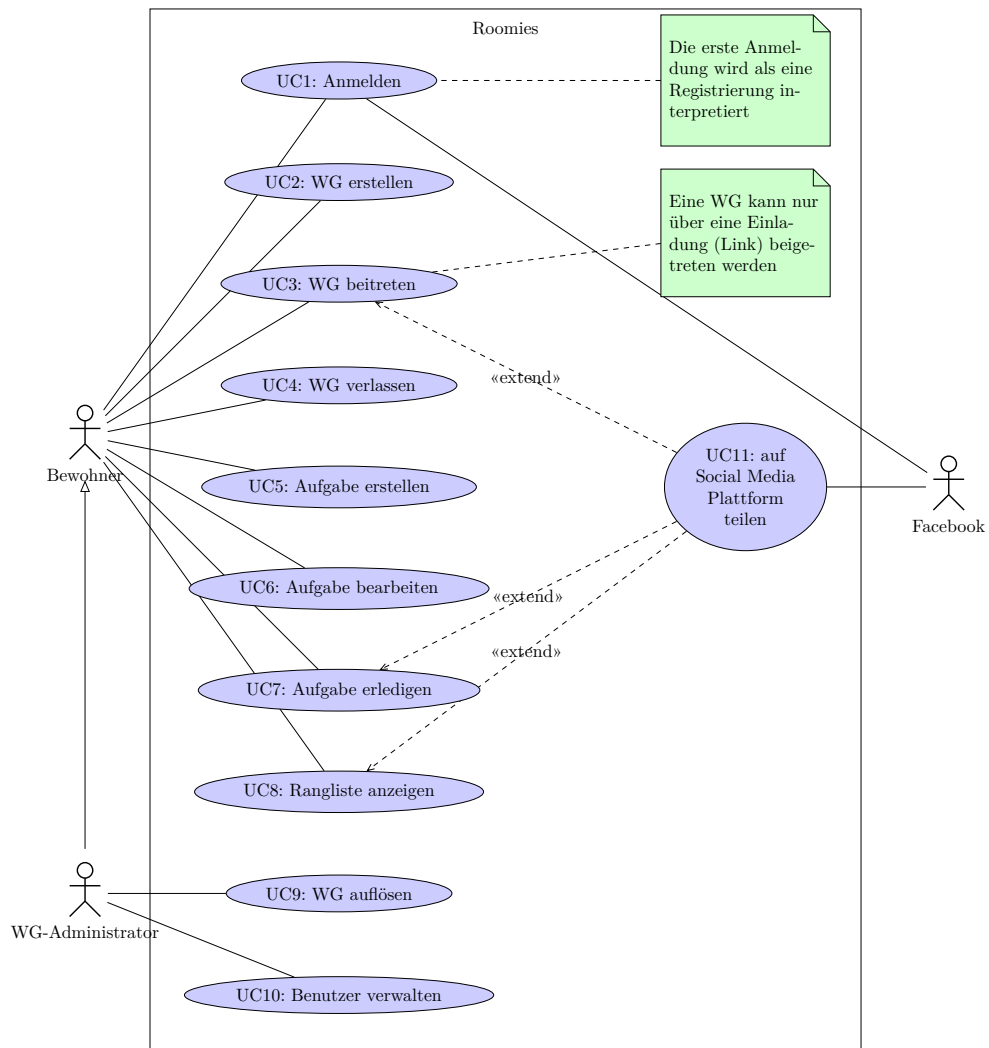 Roomies
Die erste Anmel-
dung wird als eine
Registrierung in-
terpretiert
UC1: Anmelden
UC2: WG erstellen
Eine WG kann nur
über eine Einla-
dung (Link) beige-
treten werden
UC3: WG beitreten
«extend»
UC4: WG verlassen
Bewohner
UC11: auf
Social Media
Plattform
teilen
UC5: Aufgabe erstellen
Facebook
UC6: Aufgabe bearbeiten
«extend»
«extend»
UC7: Aufgabe erledigen
UC8: Rangliste anzeigen
UC9: WG auflösen
WG-Administrator
UC10: Benutzer verwalten